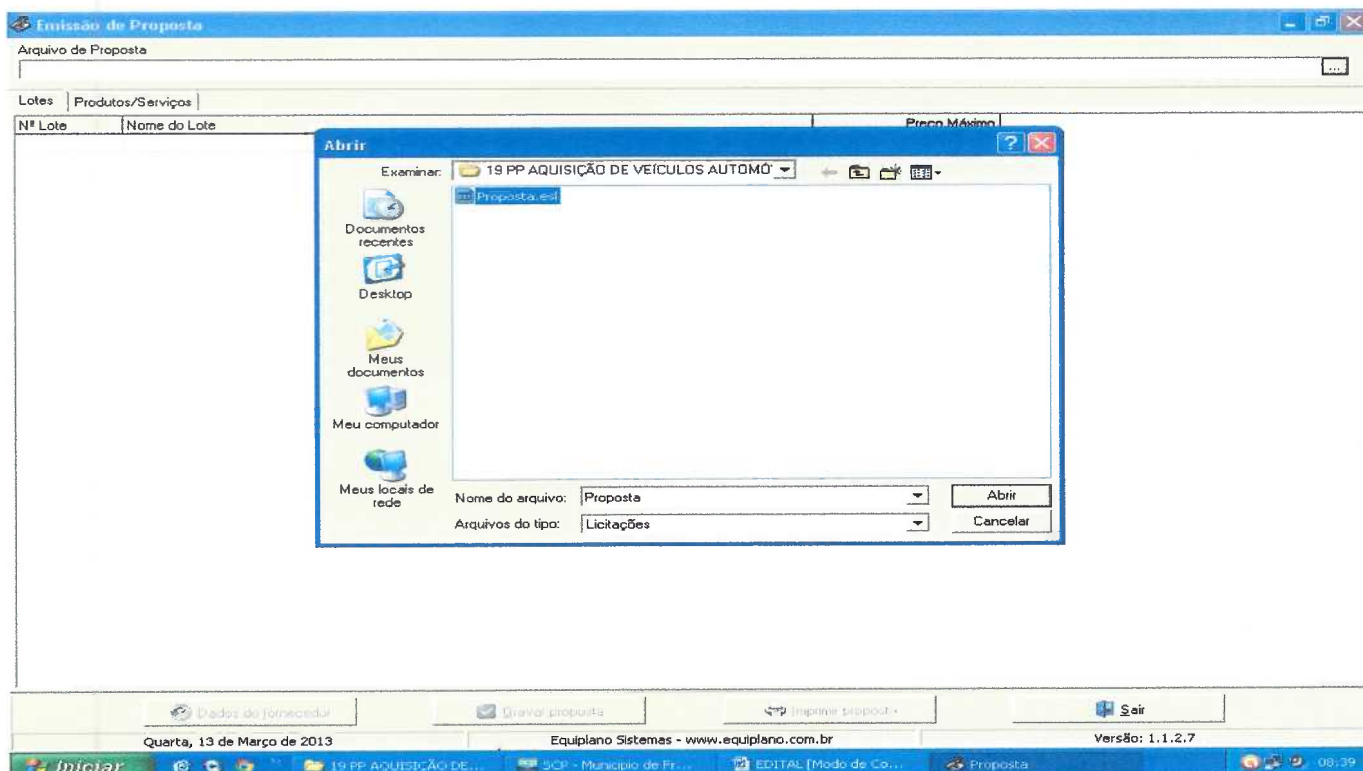 Emissão de Proposta
Arquivo de Proposta
...
Lotes Produtos/Serviços
Nº Lote Nome do Lote Preço Máximo
Abrir
Examinar: 19 PP AQUISIÇÃO DE VEÍCULOS AUTOMÓ
Proposta.esl
Documentos recentes
Desktop
Meus documentos
Meu computador
Meus locais de rede
Nome do arquivo: Proposta Abrir
Arquivos do tipo: Licitações Cancelar
Dados do fornecedor Gravar proposta Imprimir proposta Sair
Quarta, 13 de Março de 2013 Equiplano Sistemas - www.equiplano.com.br Versão: 1.1.2.7
Iniciar 19 PP AQUISIÇÃO DE... SCP - Municipio de Fr... EDITAL [Modo de Co... Proposta 08:39